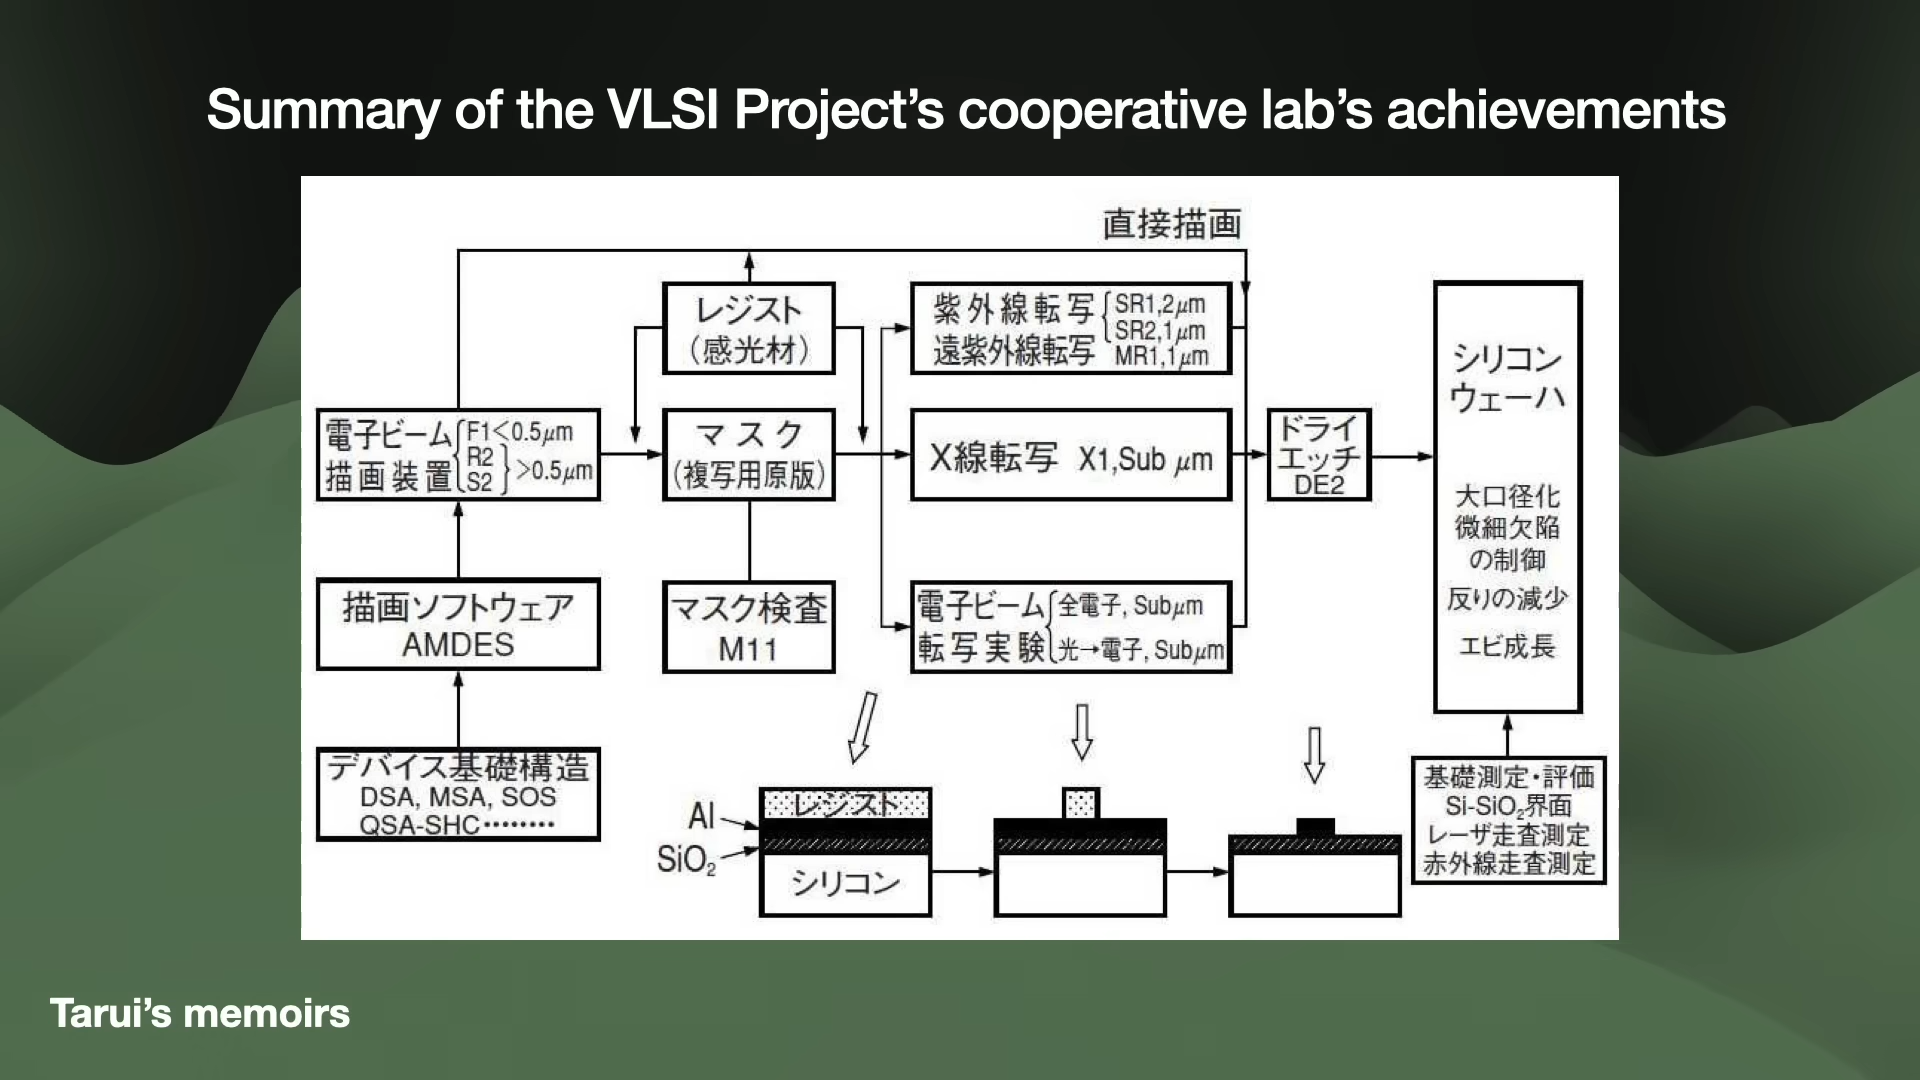 Summary of the VLSI Project’s cooperative lab’s achievements
直接描画
レジスト
（感光材）
紫外線転写 { SR1,2μm
SR2,1μm
遠紫外線転写 MR1,1μm
電子ビーム
描画装置 { F1<0.5μm
R2
S2 } >0.5μm
マスク
（複写用原版）
X線転写 X1,Sub μm
ドライ
エッチ
DE2
シリコン
ウェーハ
大口径化
微細欠陥
の制御
反りの減少
エピ成長
描画ソフトウェア
AMDES
マスク検査
M11
電子ビーム { 全電子, Subμm
転写実験 光→電子, Subμm
デバイス基礎構造
DSA, MSA, SOS
QSA-SHC………
レジスト
Al
SiO₂
シリコン
基礎測定・評価
Si-SiO₂界面
レーザ走査測定
赤外線走査測定
Tarui’s memoirs